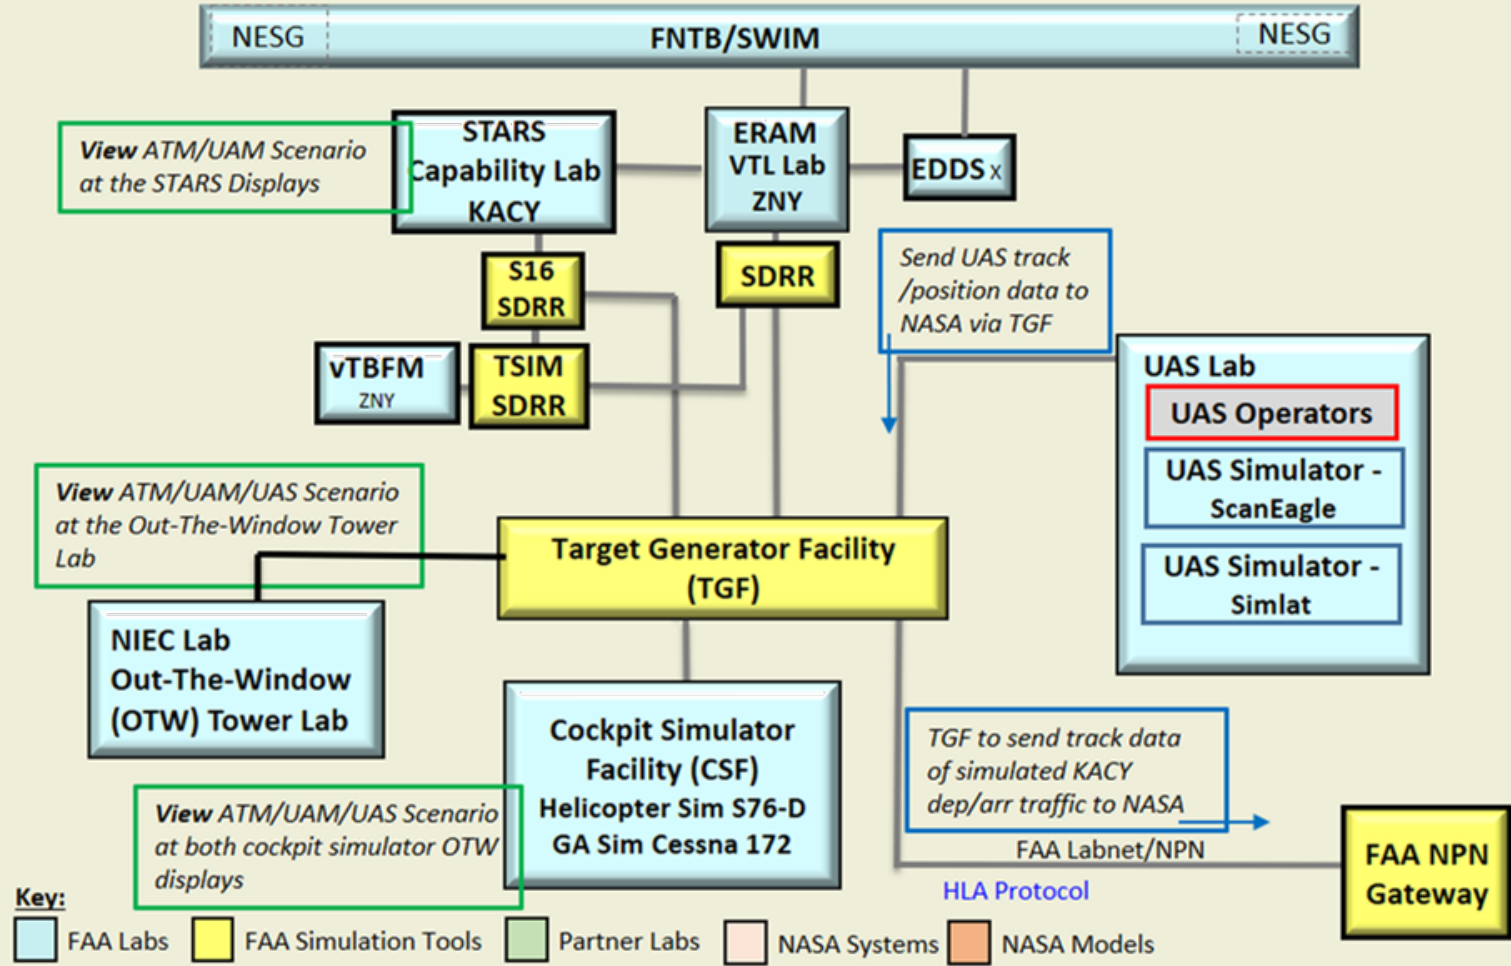 NESG
FNTB/SWIM
NESG
View ATM/UAM Scenario
at the STARS Displays
STARS
Capability Lab
KACY
ERAM
VTL Lab
ZNY
EDDS x
S16
SDRR
SDRR
Send UAS track
/position data to
NASA via TGF
vTBFM
ZNY
TSIM
SDRR
UAS Lab
UAS Operators
UAS Simulator -
ScanEagle
UAS Simulator -
Simlat
View ATM/UAM/UAS Scenario
at the Out-The-Window Tower
Lab
Target Generator Facility
(TGF)
NIEC Lab
Out-The-Window
(OTW) Tower Lab
Cockpit Simulator
Facility (CSF)
Helicopter Sim S76-D
GA Sim Cessna 172
TGF to send track data
of simulated KACY
dep/arr traffic to NASA
View ATM/UAM/UAS Scenario
at both cockpit simulator OTW
displays
FAA Labnet/NPN
HLA Protocol
FAA NPN
Gateway
Key:
FAA Labs
FAA Simulation Tools
Partner Labs
NASA Systems
NASA Models